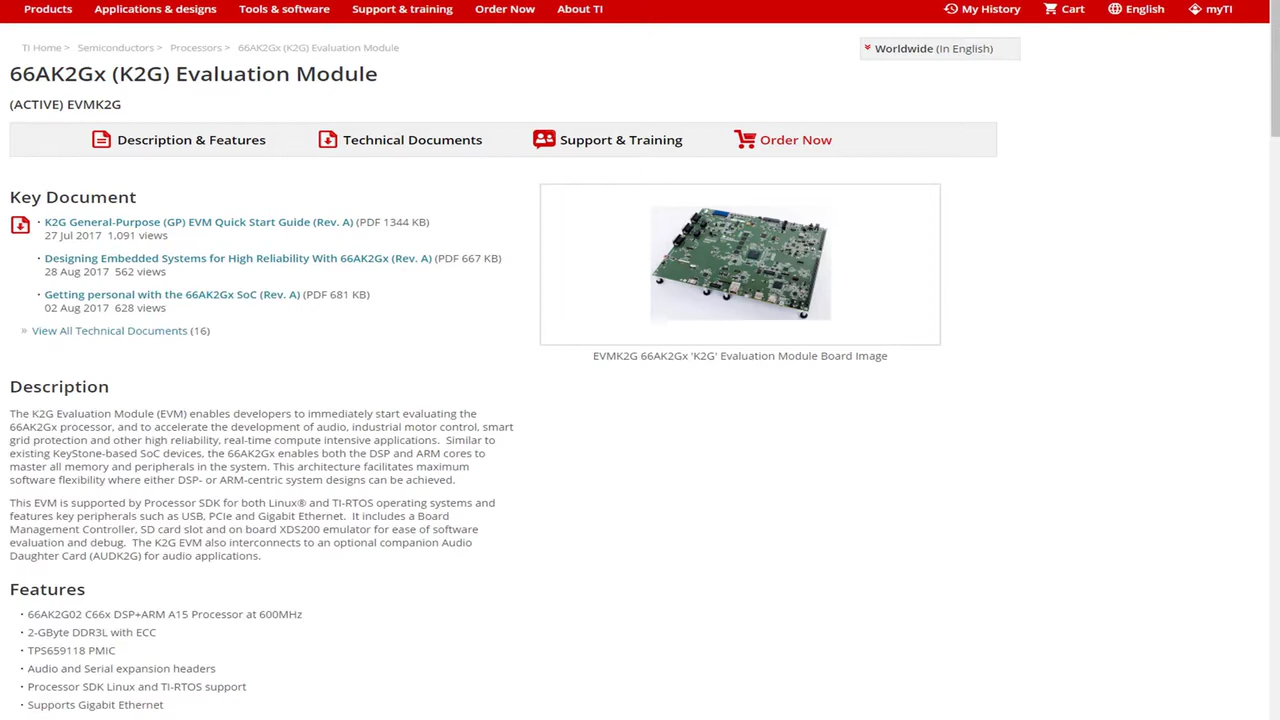 Products Applications & designs Tools & software Support & training Order Now About TI My History Cart English myTI
TI Home > Semiconductors > Processors > 66AK2Gx (K2G) Evaluation Module
Worldwide (In English)
66AK2Gx (K2G) Evaluation Module
(ACTIVE) EVMK2G
Description & Features Technical Documents Support & Training Order Now
Key Document
· K2G General-Purpose (GP) EVM Quick Start Guide (Rev. A) (PDF 1344 KB)
27 Jul 2017 1,091 views
· Designing Embedded Systems for High Reliability With 66AK2Gx (Rev. A) (PDF 667 KB)
28 Aug 2017 562 views
· Getting personal with the 66AK2Gx SoC (Rev. A) (PDF 681 KB)
02 Aug 2017 628 views
» View All Technical Documents (16)
EVMK2G 66AK2Gx 'K2G' Evaluation Module Board Image
Description
The K2G Evaluation Module (EVM) enables developers to immediately start evaluating the
66AK2Gx processor, and to accelerate the development of audio, industrial motor control, smart
grid protection and other high reliability, real-time compute intensive applications. Similar to
existing KeyStone-based SoC devices, the 66AK2Gx enables both the DSP and ARM cores to
master all memory and peripherals in the system. This architecture facilitates maximum
software flexibility where either DSP- or ARM-centric system designs can be achieved.
This EVM is supported by Processor SDK for both Linux® and TI-RTOS operating systems and
features key peripherals such as USB, PCIe and Gigabit Ethernet. It includes a Board
Management Controller, SD card slot and on board XDS200 emulator for ease of software
evaluation and debug. The K2G EVM also interconnects to an optional companion Audio
Daughter Card (AUDK2G) for audio applications.
Features
· 66AK2G02 C66x DSP+ARM A15 Processor at 600MHz
· 2-GByte DDR3L with ECC
· TPS659118 PMIC
· Audio and Serial expansion headers
· Processor SDK Linux and TI-RTOS support
· Supports Gigabit Ethernet